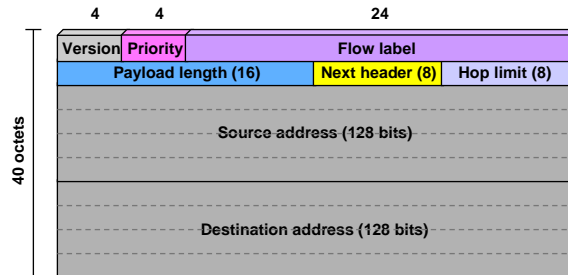 4 4 24
Version Priority Flow label
Payload length (16) Next header (8) Hop limit (8)
40 octets
Source address (128 bits)
Destination address (128 bits)